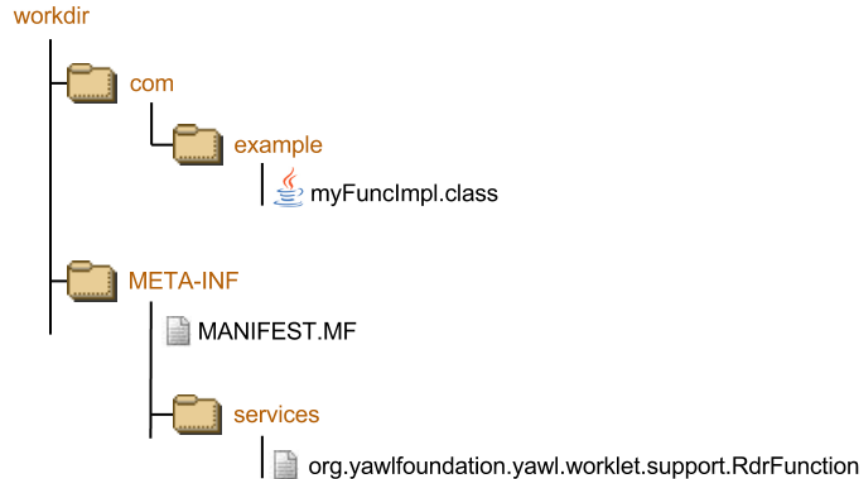 workdir
com
example
myFuncImpl.class
META-INF
MANIFEST.MF
services
org.yawlfoundation.yawl.worklet.support.RdrFunction